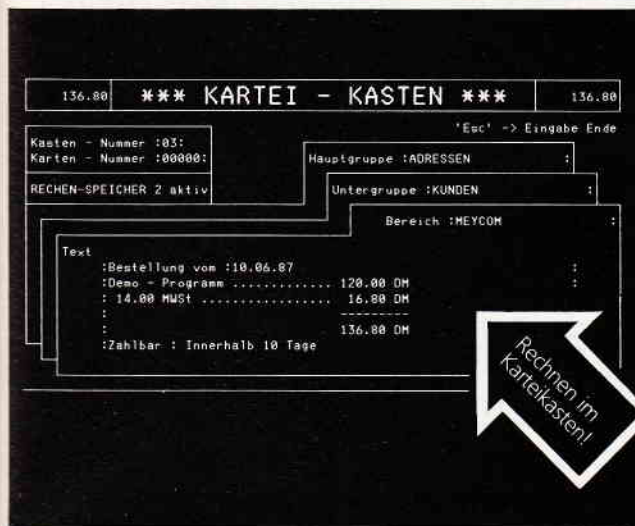 136.80 *** KARTEI - KASTEN *** 136.80
'Esc' -> Eingabe Ende
Kasten - Nummer :03:
Karten - Nummer :00000:
RECHEN-SPEICHER 2 aktiv
Hauptgruppe :ADRESSEN :
Untergruppe :KUNDEN :
Bereich :MEYCOM :
Text
:Bestellung vom :10.06.87 :
:Demo - Programm ............. 120.00 DM :
: 14.00 MWSt ................. 16.80 DM
: ---------
: 136.80 DM
:Zahlbar : Innerhalb 10 Tage
Rechnen im
Karteikasten!